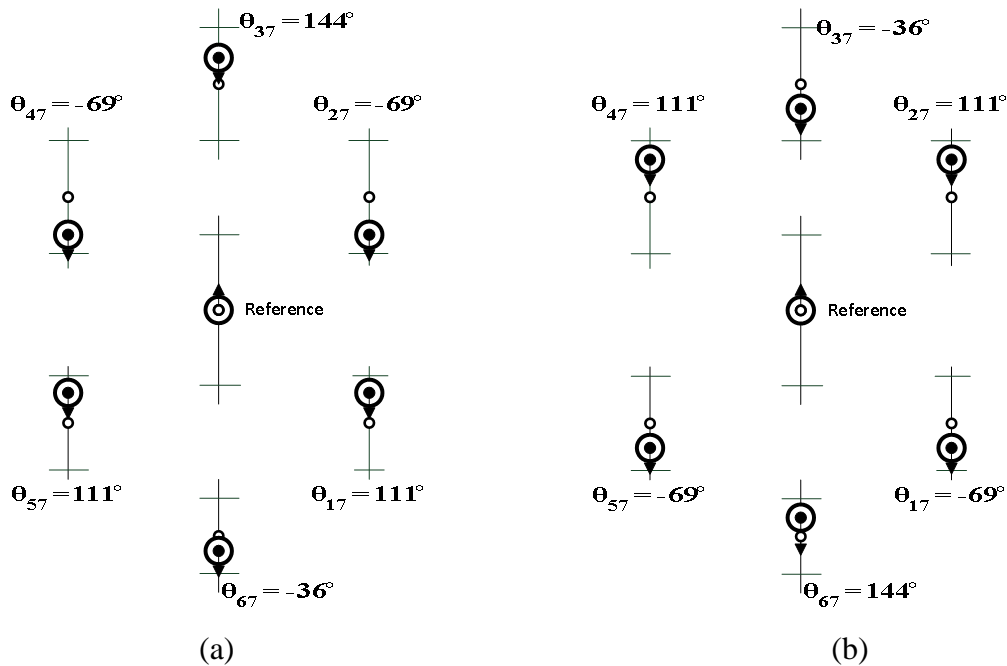 θ37 = 144°
θ47 = -69°
θ27 = -69°
Reference
θ57 = 111°
θ17 = 111°
θ67 = -36°
(a)
θ37 = -36°
θ47 = 111°
θ27 = 111°
Reference
θ57 = -69°
θ17 = -69°
θ67 = 144°
(b)